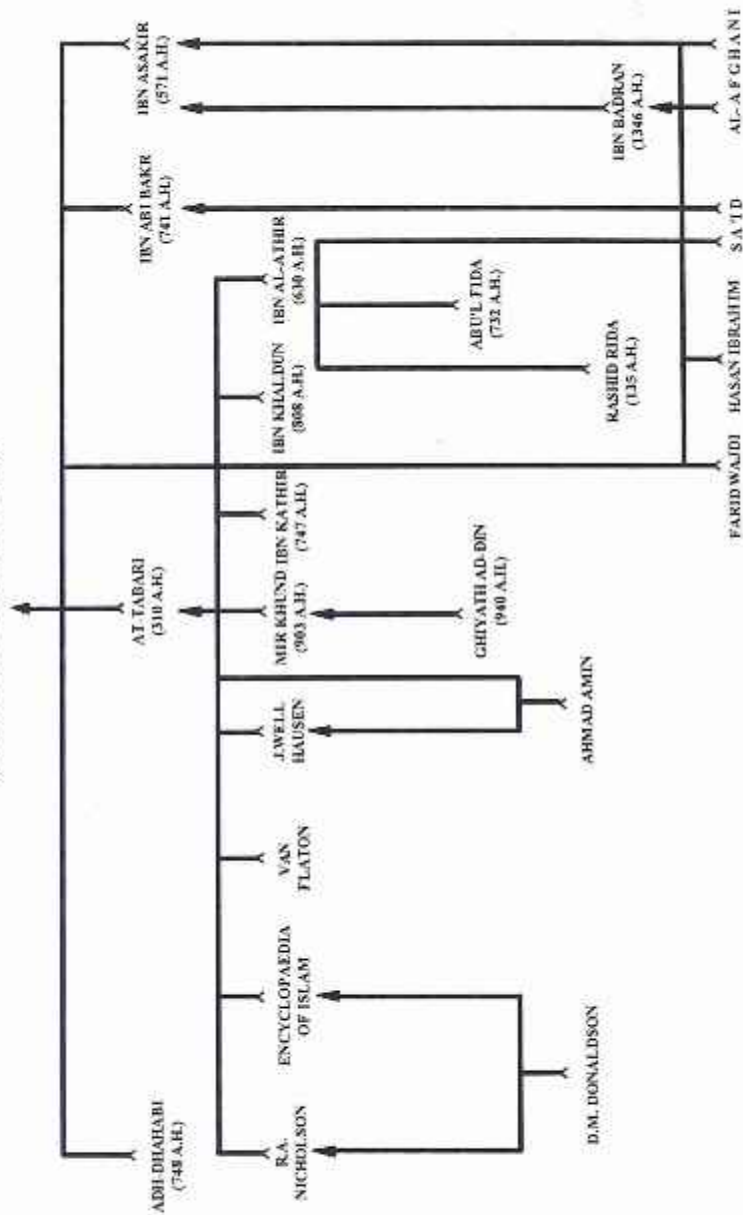 ADH-DHAHABI
(748 A.H.)
AT-TABARI
(310 A.H.)
IBN ABI BAKR
(741 A.H.)
IBN ASAKIR
(571 A.H.)
R.A.
NICHOLSON
ENCYCLOPAEDIA
OF ISLAM
VAN
FLATON
J.WELL
HAUSEN
MIR KHUND
(903 A.H.)
IBN KATHIR
(747 A.H.)
IBN KHALDUN
(808 A.H.)
IBN AL-ATHIR
(630 A.H.)
D.M. DONALDSON
AHMAD AMIN
GHIYATH AD-DIN
(940 A.H.)
ABU'L FIDA
(732 A.H.)
RASHID RIDA
(135 A.H.)
IBN BADRAN
(1346 A.H.)
FARID WAJDI
HASAN IBRAHIM
SA'ID
AL-AFGHANI